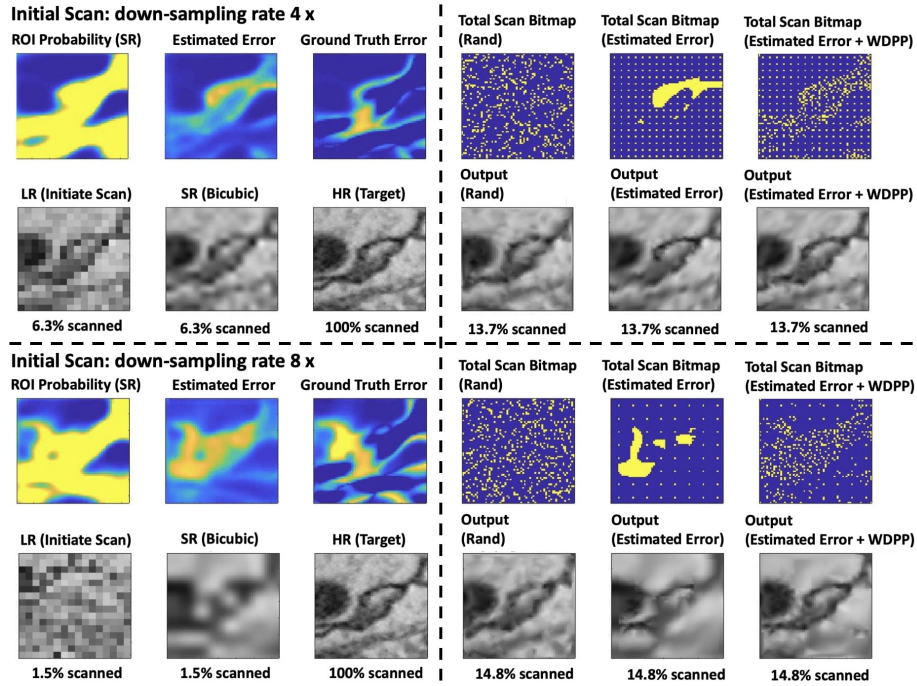 Initial Scan: down-sampling rate 4 x
ROI Probability (SR)
Estimated Error
Ground Truth Error
LR (Initiate Scan)
SR (Bicubic)
HR (Target)
6.3% scanned
6.3% scanned
100% scanned
Total Scan Bitmap
(Rand)
Total Scan Bitmap
(Estimated Error)
Total Scan Bitmap
(Estimated Error + WDPP)
Output
(Rand)
Output
(Estimated Error)
Output
(Estimated Error + WDPP)
13.7% scanned
13.7% scanned
13.7% scanned
Initial Scan: down-sampling rate 8 x
ROI Probability (SR)
Estimated Error
Ground Truth Error
LR (Initiate Scan)
SR (Bicubic)
HR (Target)
1.5% scanned
1.5% scanned
100% scanned
Total Scan Bitmap
(Rand)
Total Scan Bitmap
(Estimated Error)
Total Scan Bitmap
(Estimated Error + WDPP)
Output
(Rand)
Output
(Estimated Error)
Output
(Estimated Error + WDPP)
14.8% scanned
14.8% scanned
14.8% scanned